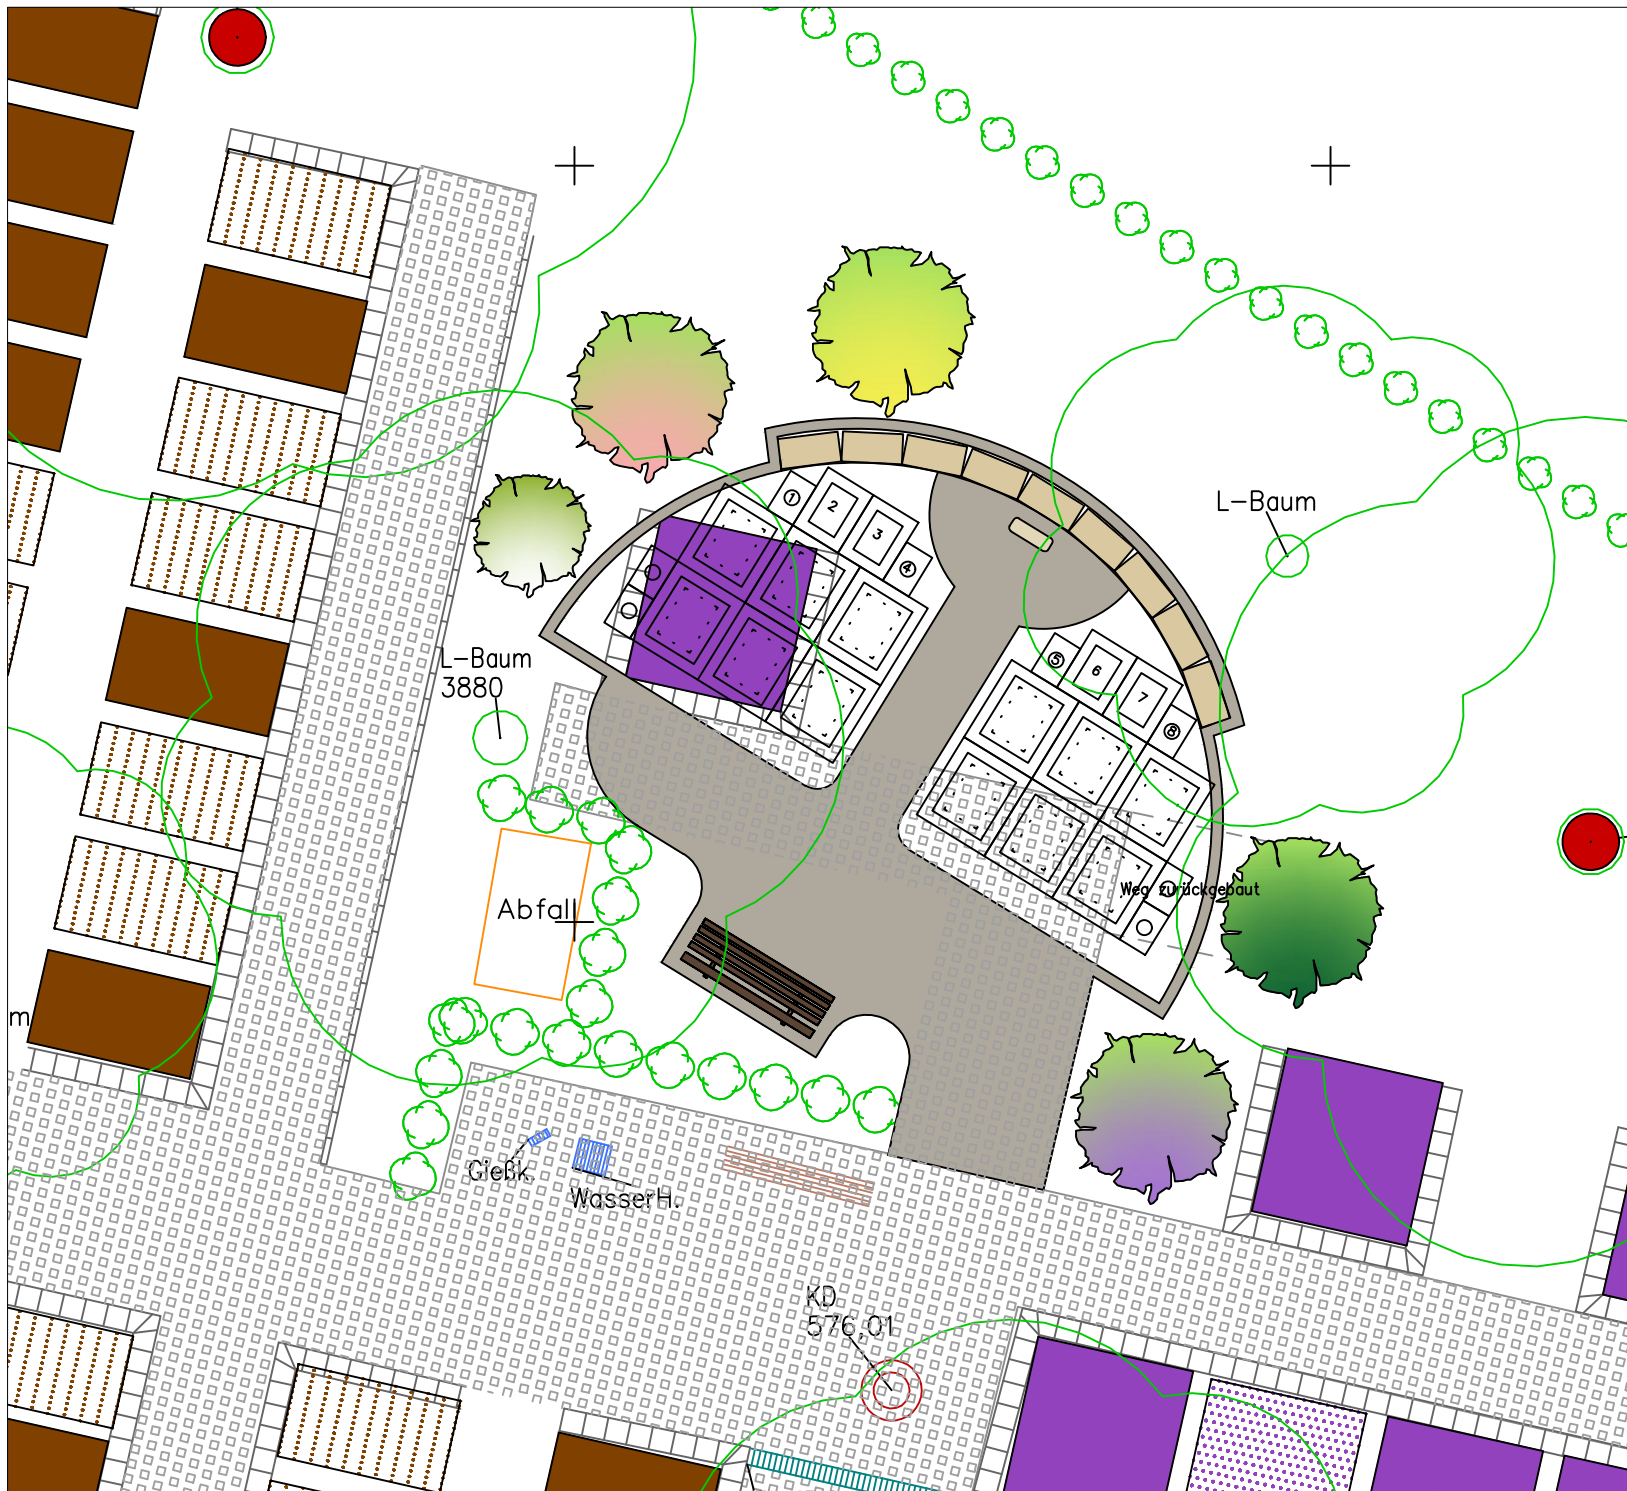 1
2
3
4
L-Baum
5
6
7
8
L-Baum
3880
Weg zurückgebaut
Abfall
m
Gießk.
WasserH.
KD
576,01